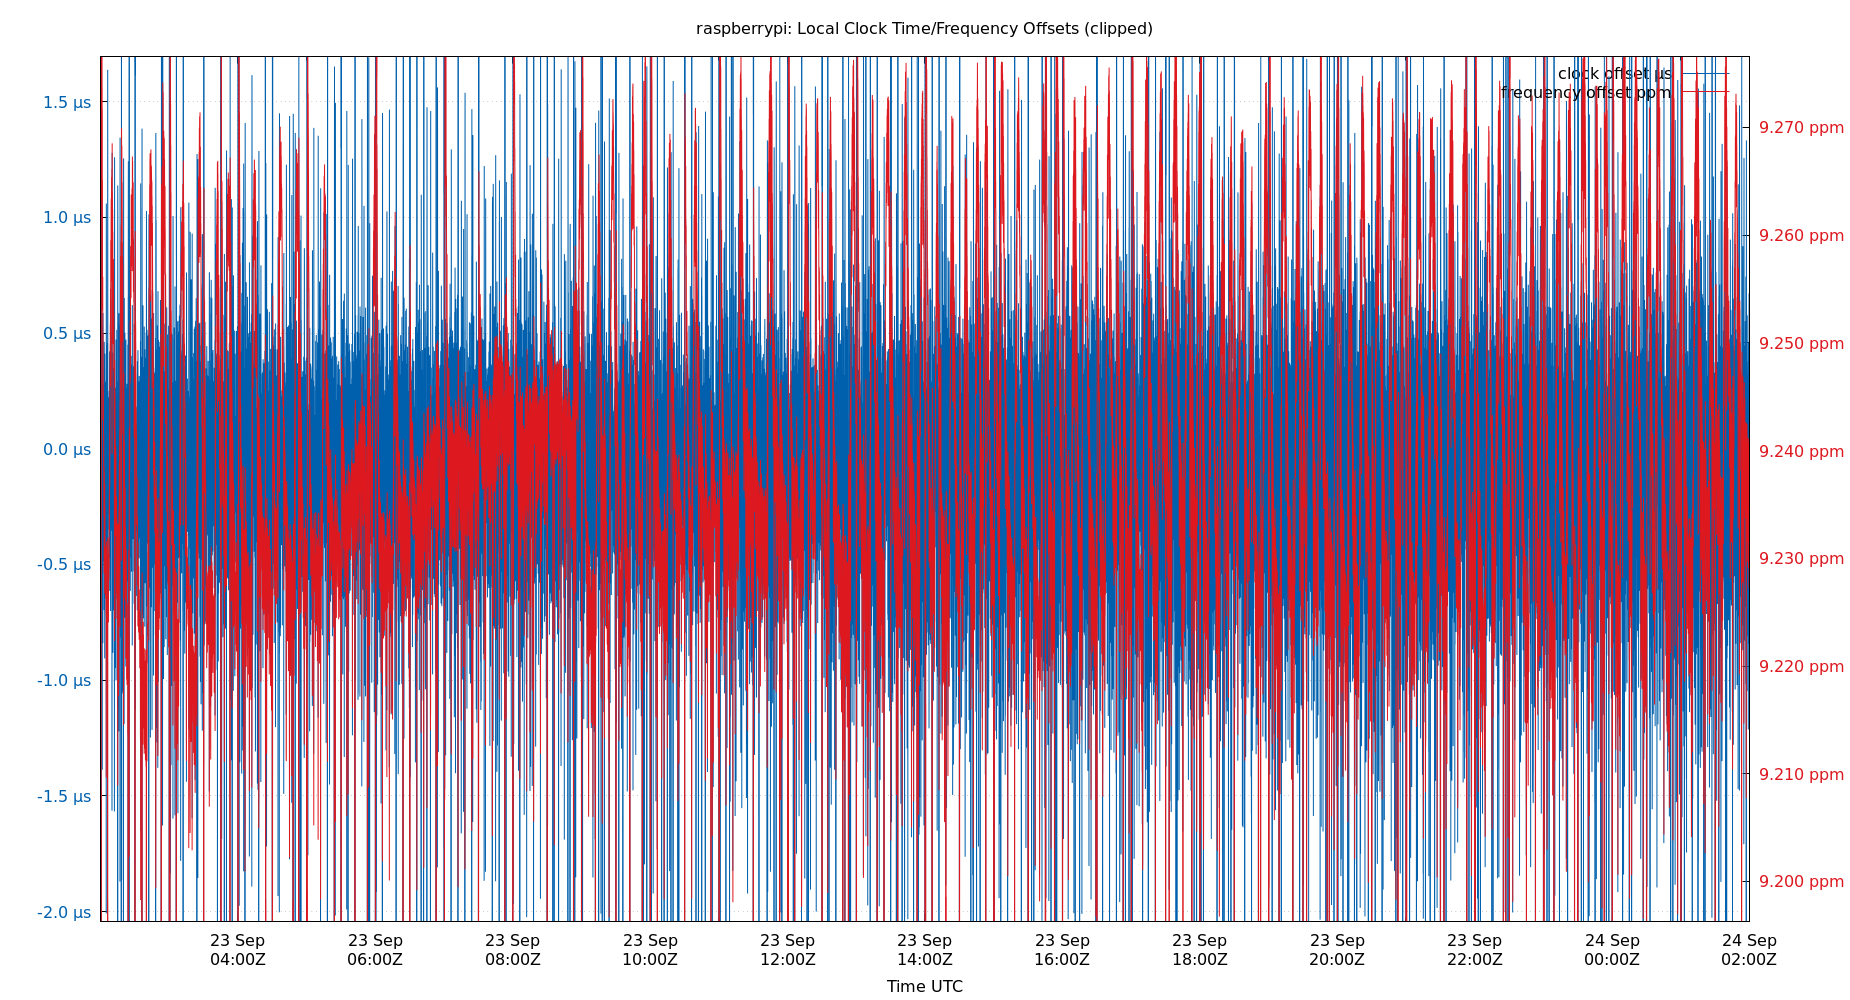 raspberrypi: Local Clock Time/Frequency Offsets (clipped)
clock offset µs
frequency offset ppm
1.5 µs
1.0 µs
0.5 µs
0.0 µs
-0.5 µs
-1.0 µs
-1.5 µs
-2.0 µs
9.270 ppm
9.260 ppm
9.250 ppm
9.240 ppm
9.230 ppm
9.220 ppm
9.210 ppm
9.200 ppm
23 Sep 23 Sep 23 Sep 23 Sep 23 Sep 23 Sep 23 Sep 23 Sep 23 Sep 23 Sep 24 Sep 24 Sep
04:00Z 06:00Z 08:00Z 10:00Z 12:00Z 14:00Z 16:00Z 18:00Z 20:00Z 22:00Z 00:00Z 02:00Z
Time UTC